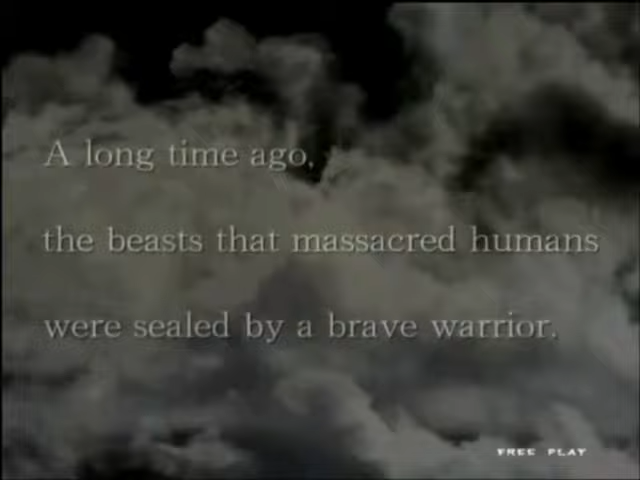 A long time ago,
the beasts that massacred humans
were sealed by a brave warrior.
FREE PLAY